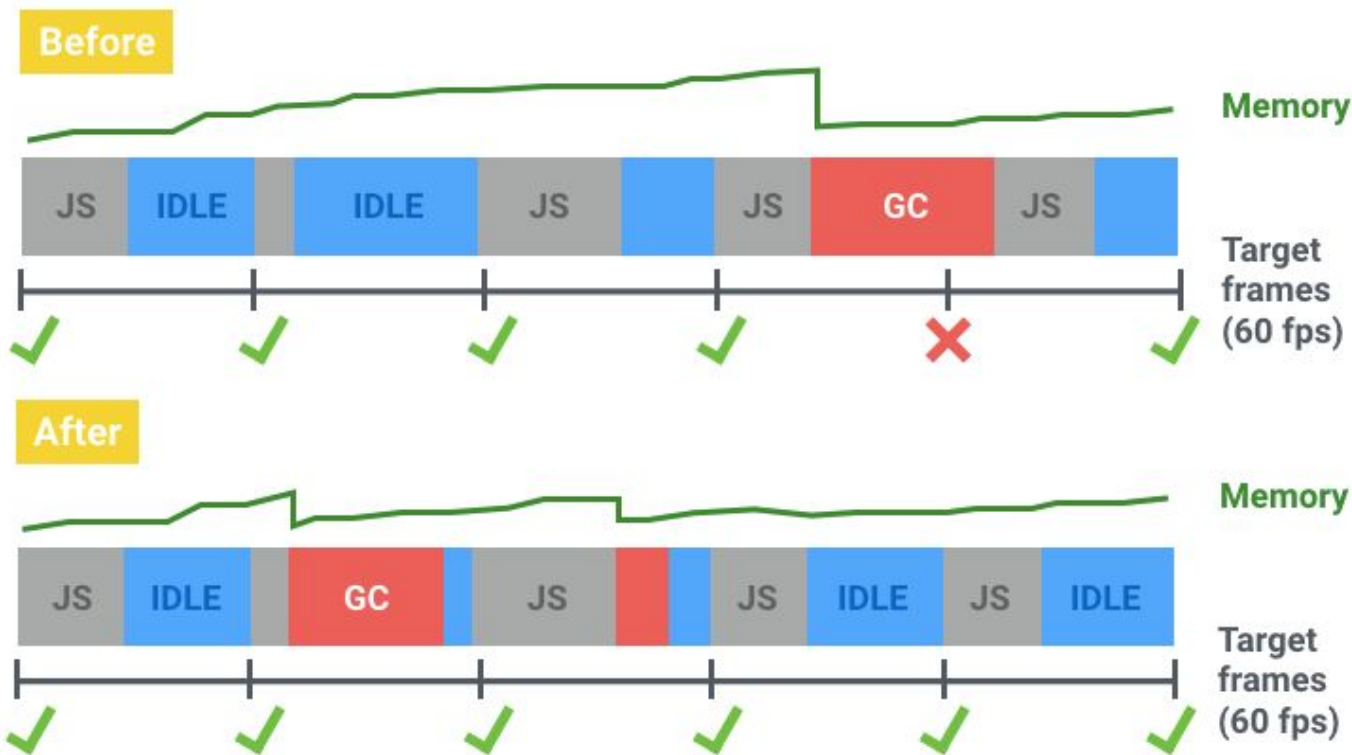 Before
Memory
JS IDLE IDLE JS JS GC JS
Target
frames
(60 fps)
After
Memory
JS IDLE GC JS JS IDLE JS IDLE
Target
frames
(60 fps)